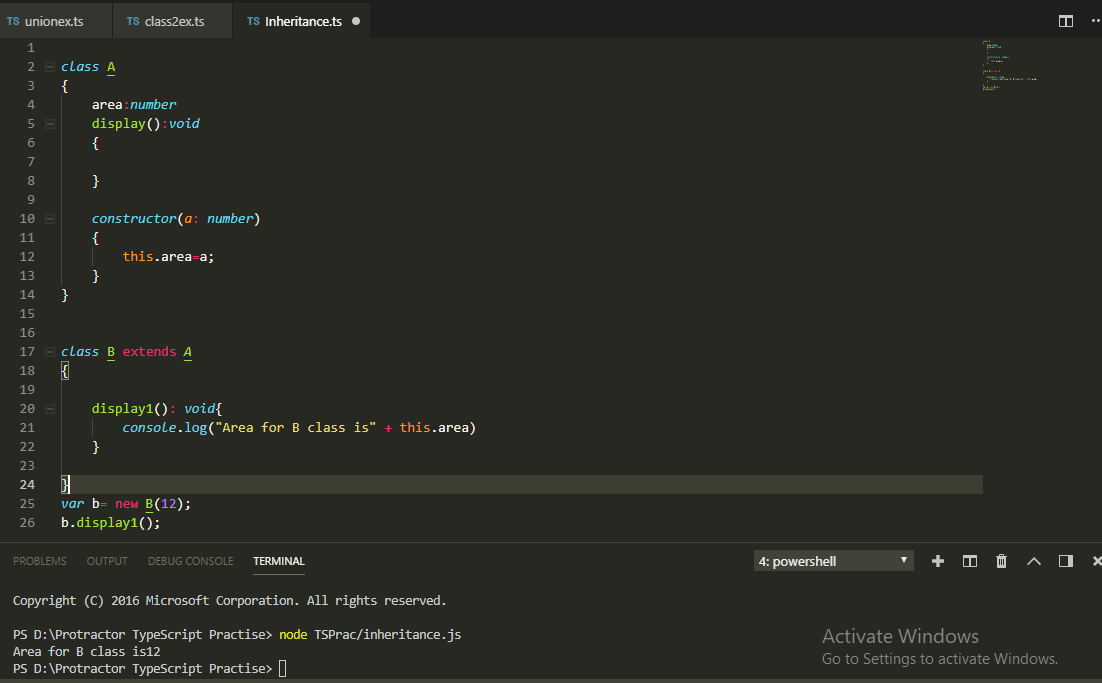 TS unionex.ts TS class2ex.ts TS Inheritance.ts
1
2 class A
3 {
4 area:number
5 display():void
6 {
7
8 }
9
10 constructor(a: number)
11 {
12 this.area=a;
13 }
14 }
15
16
17 class B extends A
18 {
19
20 display1(): void{
21 console.log("Area for B class is" + this.area)
22 }
23
24 }
25 var b= new B(12);
26 b.display1();
PROBLEMS OUTPUT DEBUG CONSOLE TERMINAL 4: powershell
Copyright (C) 2016 Microsoft Corporation. All rights reserved.
PS D:\Protractor TypeScript Practise> node TSPrac/inheritance.js
Area for B class is12
PS D:\Protractor TypeScript Practise>
Activate Windows
Go to Settings to activate Windows.